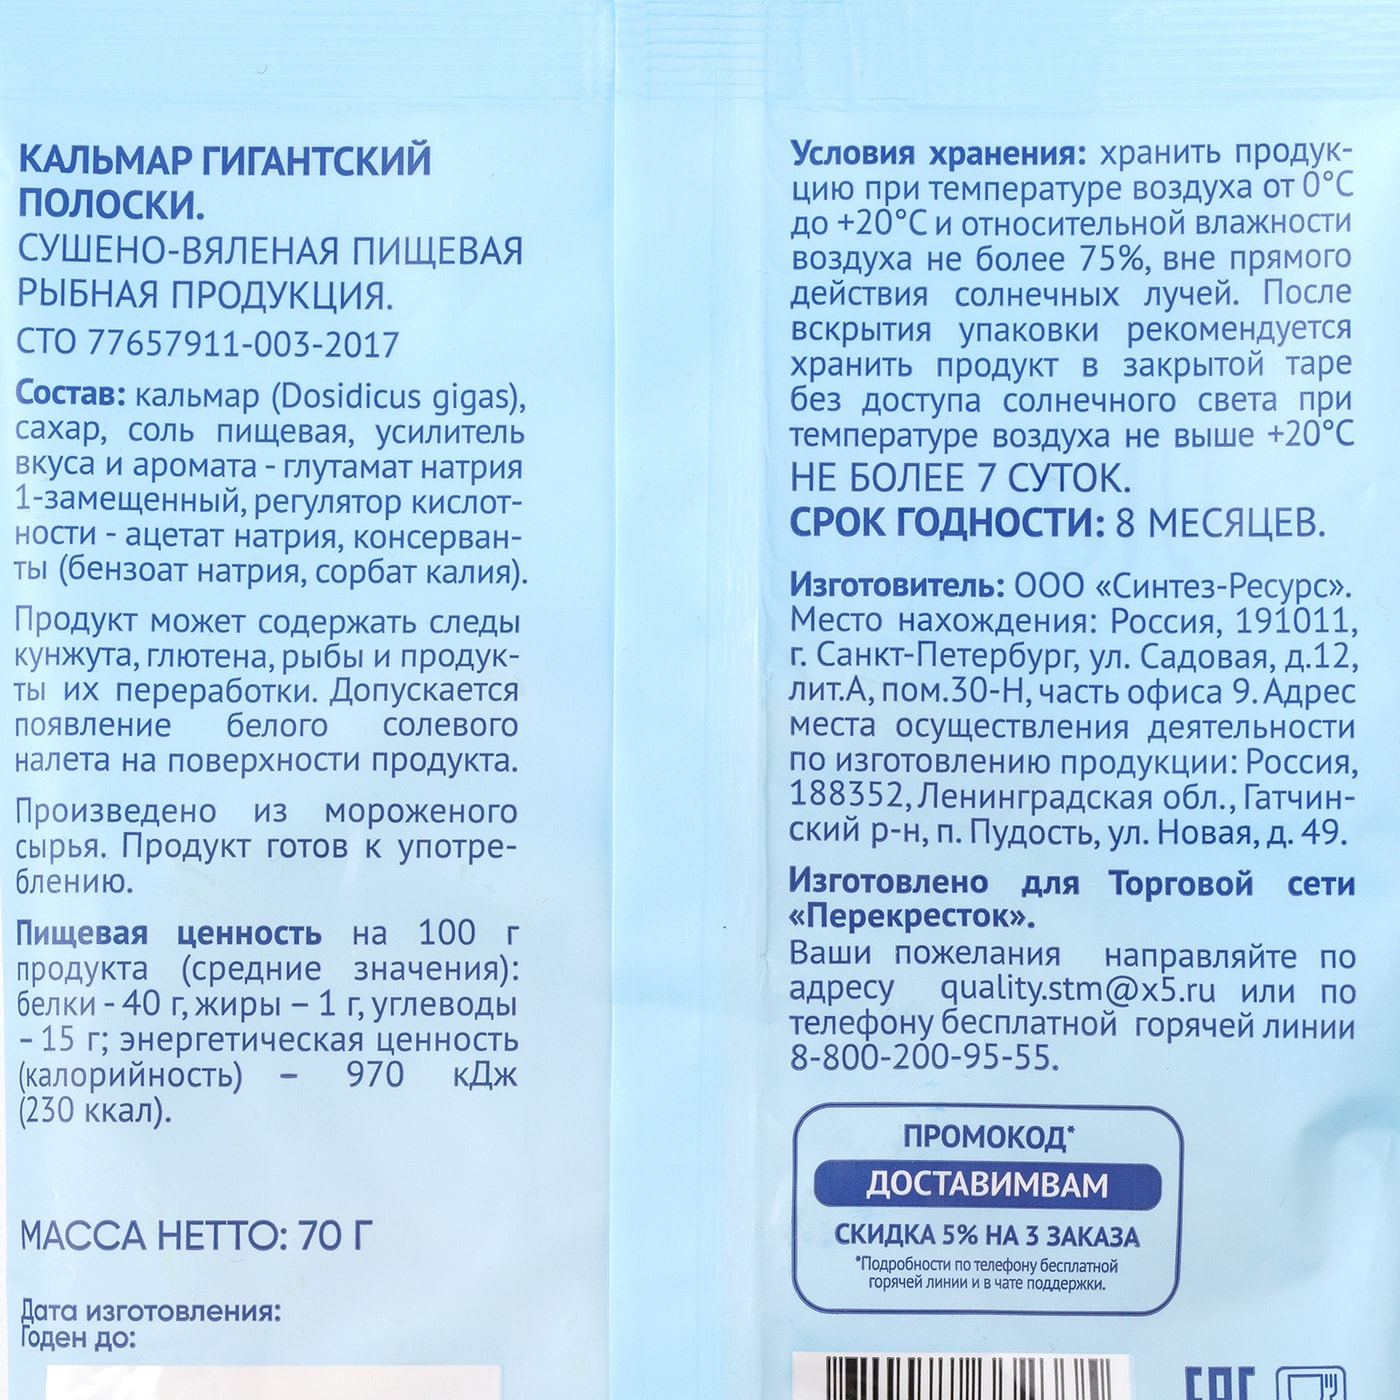 КАЛЬМАР ГИГАНТСКИЙ
ПОЛОСКИ.
СУШЕНО-ВЯЛЕНАЯ ПИЩЕВАЯ
РЫБНАЯ ПРОДУКЦИЯ.
СТО 77657911-003-2017
Состав: кальмар (Dosidicus gigas),
сахар, соль пищевая, усилитель
вкуса и аромата - глутамат натрия
1-замещенный, регулятор кислот-
ности - ацетат натрия, консерван-
ты (бензоат натрия, сорбат калия).
Продукт может содержать следы
кунжута, глютена, рыбы и продук-
ты их переработки. Допускается
появление белого солевого
налета на поверхности продукта.
Произведено из мороженого
сырья. Продукт готов к употре-
блению.
Пищевая ценность на 100 г
продукта (средние значения):
белки - 40 г, жиры – 1 г, углеводы
– 15 г; энергетическая ценность
(калорийность) – 970 кДж
(230 ккал).
МАССА НЕТТО: 70 Г
Дата изготовления:
Годен до:
Условия хранения: хранить продук-
цию при температуре воздуха от 0°C
до +20°C и относительной влажности
воздуха не более 75%, вне прямого
действия солнечных лучей. После
вскрытия упаковки рекомендуется
хранить продукт в закрытой таре
без доступа солнечного света при
температуре воздуха не выше +20°C
НЕ БОЛЕЕ 7 СУТОК.
СРОК ГОДНОСТИ: 8 МЕСЯЦЕВ.
Изготовитель: ООО «Синтез-Ресурс».
Место нахождения: Россия, 191011,
г. Санкт-Петербург, ул. Садовая, д.12,
лит.А, пом.30-Н, часть офиса 9. Адрес
места осуществления деятельности
по изготовлению продукции: Россия,
188352, Ленинградская обл., Гатчин-
ский р-н, п. Пудость, ул. Новая, д. 49.
Изготовлено для Торговой сети
«Перекресток».
Ваши пожелания направляйте по
адресу quality.stm@x5.ru или по
телефону бесплатной горячей линии
8-800-200-95-55.
ПРОМОКОД*
ДОСТАВИМВАМ
СКИДКА 5% НА 3 ЗАКАЗА
*Подробности по телефону бесплатной
горячей линии и в чате поддержки.
ЕАС